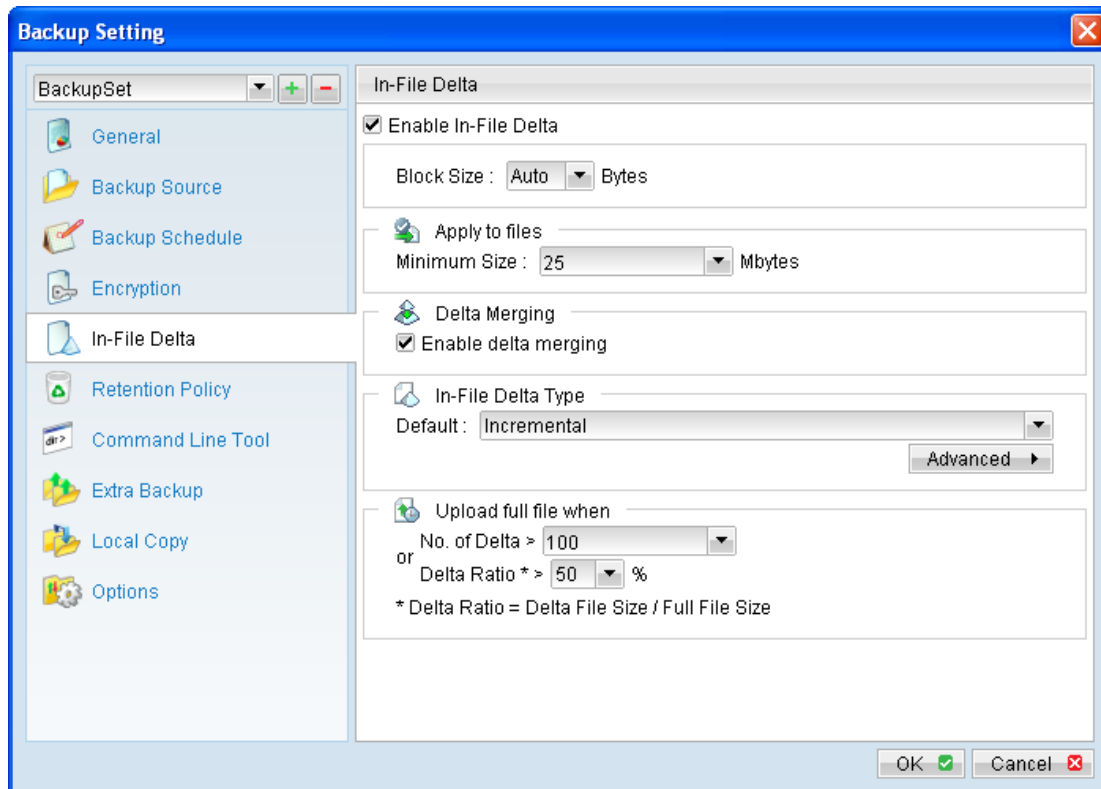 Backup Setting
BackupSet
General
Backup Source
Backup Schedule
Encryption
In-File Delta
Retention Policy
Command Line Tool
Extra Backup
Local Copy
Options
In-File Delta
Enable In-File Delta
Block Size : Auto Bytes
Apply to files
Minimum Size : 25 Mbytes
Delta Merging
Enable delta merging
In-File Delta Type
Default : Incremental
Advanced
Upload full file when
No. of Delta > 100
or
Delta Ratio * > 50 %
* Delta Ratio = Delta File Size / Full File Size
OK
Cancel